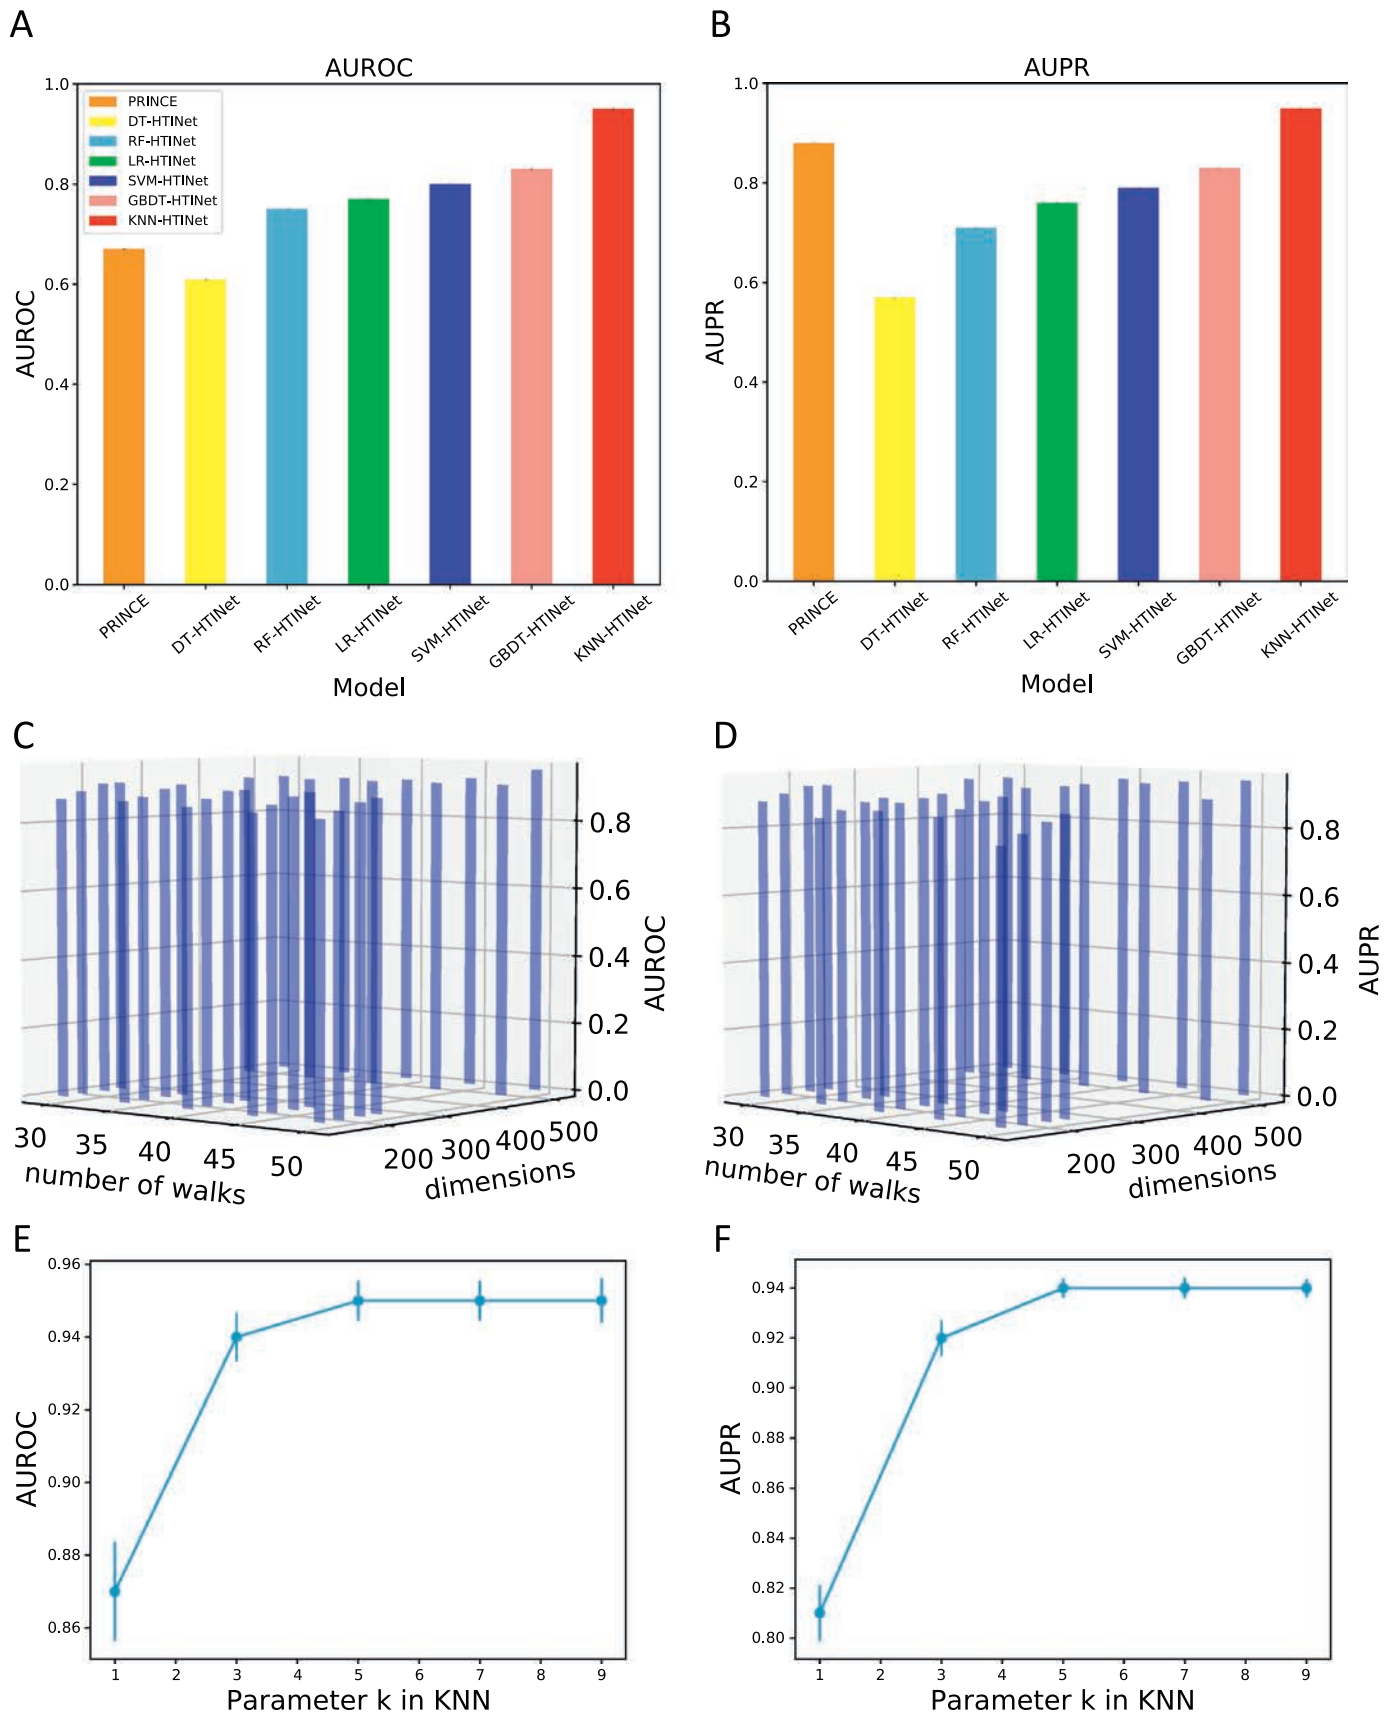 A
AUROC
1.0
0.8
0.6
0.4
0.2
0.0
AUROC
PRINCE
DT-HTINet
RF-HTINet
LR-HTINet
SVM-HTINet
GBDT-HTINet
KNN-HTINet
PRINCE
DT-HTINet
RF-HTINet
LR-HTINet
SVM-HTINet
GBDT-HTINet
KNN-HTINet
Model
B
AUPR
1.0
0.8
0.6
0.4
0.2
0.0
AUPR
PRINCE
DT-HTINet
RF-HTINet
LR-HTINet
SVM-HTINet
GBDT-HTINet
KNN-HTINet
Model
C
0.8
0.6
0.4
0.2
0.0
AUROC
30 35 40 45 50
number of walks
200 300 400 500
dimensions
D
0.8
0.6
0.4
0.2
0.0
AUPR
30 35 40 45 50
number of walks
200 300 400 500
dimensions
E
0.96
0.94
0.92
0.90
0.88
0.86
AUROC
1 2 3 4 5 6 7 8 9
Parameter k in KNN
F
0.94
0.92
0.90
0.88
0.86
0.84
0.82
0.80
AUPR
1 2 3 4 5 6 7 8 9
Parameter k in KNN